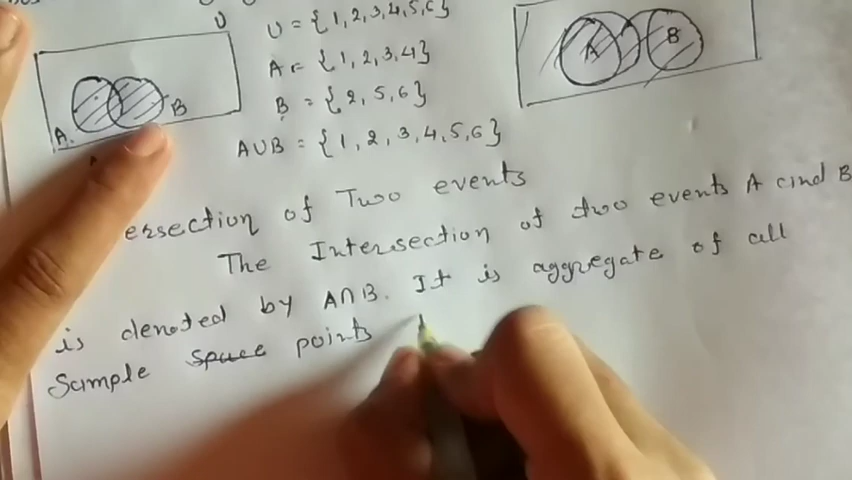 U
U = {1, 2, 3, 4, 5, 6}
A = {1, 2, 3, 4}
B = {2, 5, 6}
A∪B = {1, 2, 3, 4, 5, 6}
A.
B
A
B
ersection of Two events
The Intersection of two events A and B
is denoted by A∩B. It is aggregate of all
Sample space points